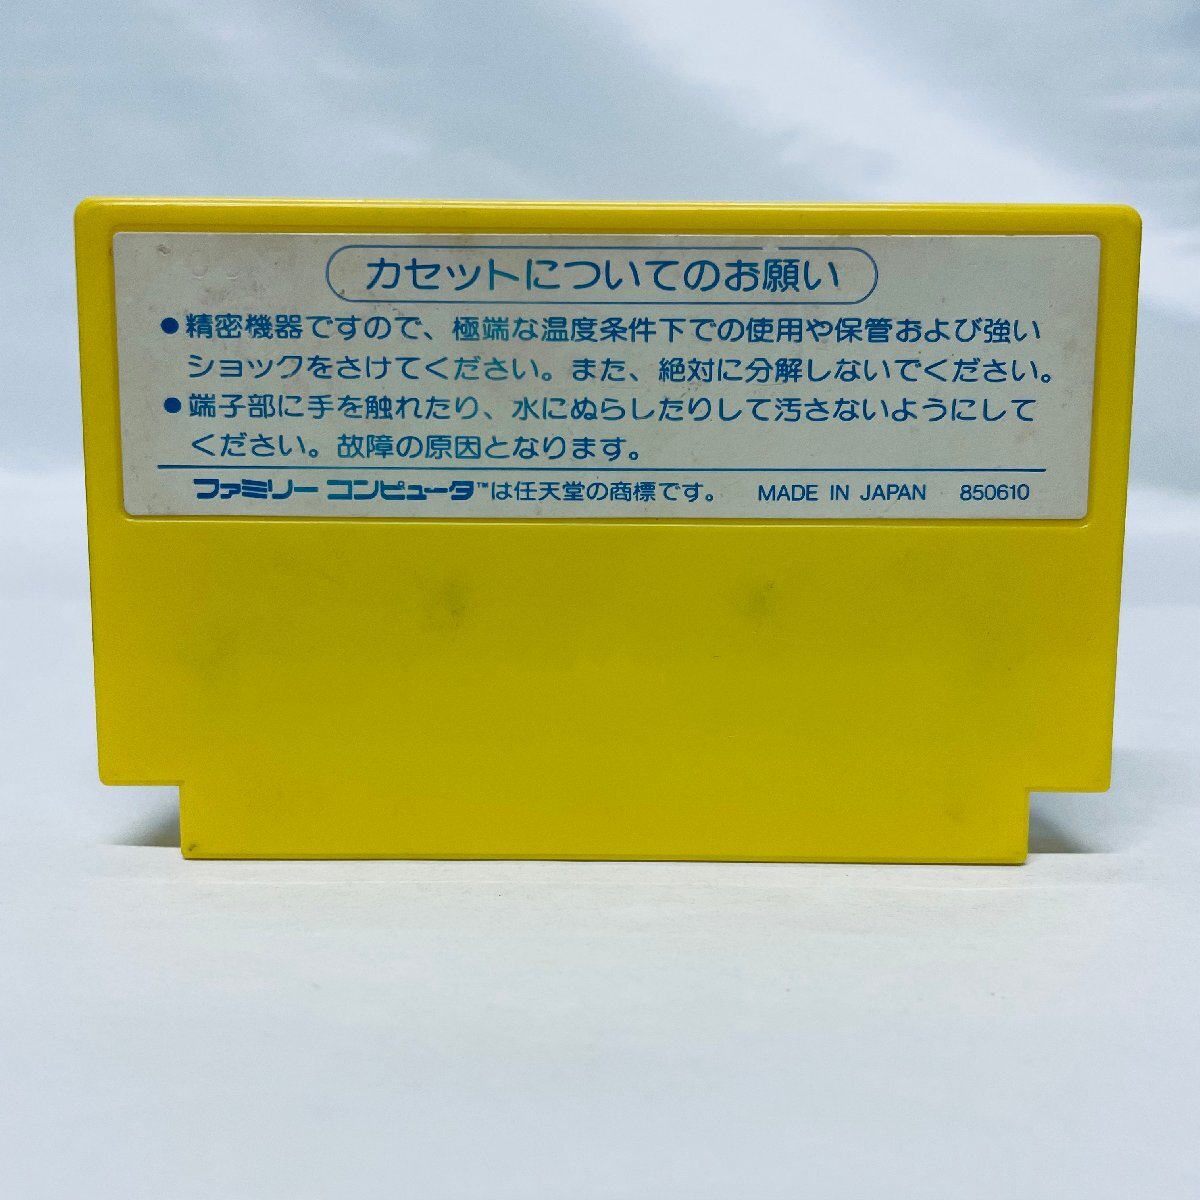 カセットについてのお願い
●精密機器ですので、極端な温度条件下での使用や保管および強い
ショックをさけてください。また、絶対に分解しないでください。
●端子部に手を触れたり、水にぬらしたりして汚さないようにして
ください。故障の原因となります。
ファミリー コンピュータ™は任天堂の商標です。 MADE IN JAPAN 850610